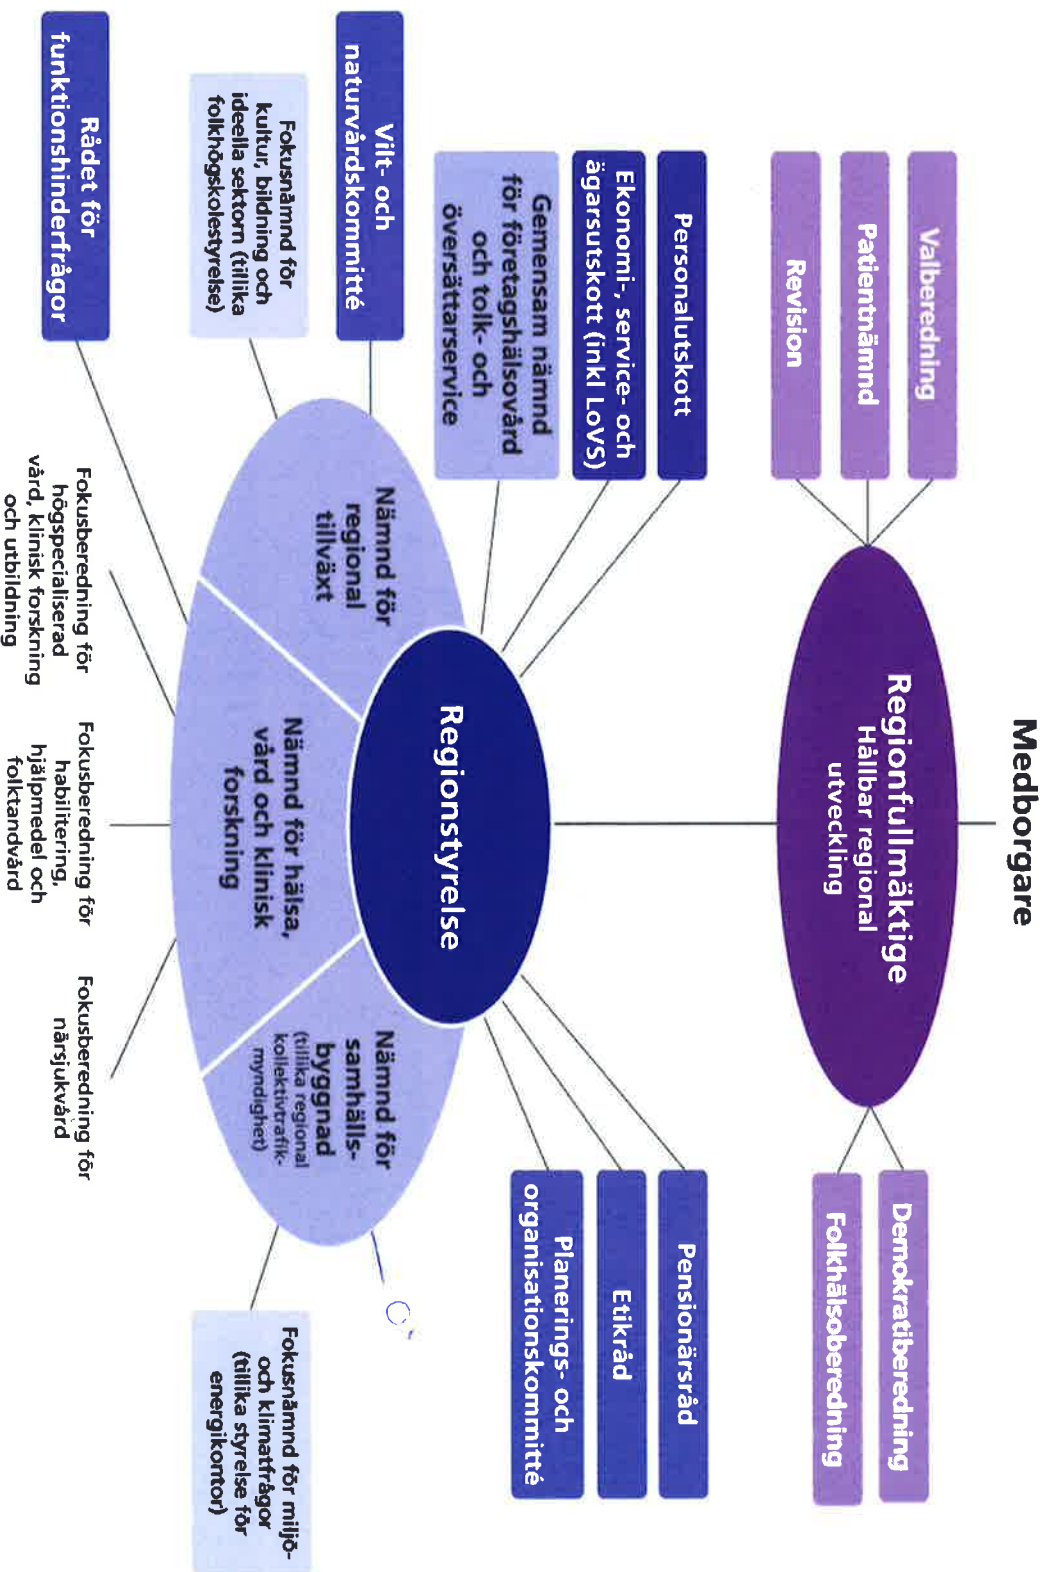 Medborgare
Regionfullmäktige
Hållbar regional
utveckling
Valberedning
Patientnämnd
Revision
Demokratiberedning
Folkhälsoberedning
Personalutskott
Ekonomi-, service- och
ägarsutskott (inkl LoVS)
Gemensam nämnd
för företagshälsovård
och tolk- och
översättarservice
Pensionärsråd
Etikråd
Planerings- och
organisationskommitté
Regionstyrelse
Vilt- och
naturvårdskommitté
Fokusnämnd för
kultur, bildning och
ideella sektorn (tillika
folkhögskolestyrelse)
Rådet för
funktionshinderfrågor
Nämnd för
regional
tillväxt
Nämnd för hälsa,
vård och klinisk
forskning
Nämnd för
samhälls-
byggnad
(tillika regional
kollektivtrafik-
myndighet)
Fokusnämnd för miljö-
och klimatfrågor
(tillika styrelse för
energikontor)
Fokusberedning för
högspecialiserad
vård, klinisk forskning
och utbildning
Fokusberedning för
habilitering,
hjälpmedel och
folktandvård
Fokusberedning för
närsjukvård